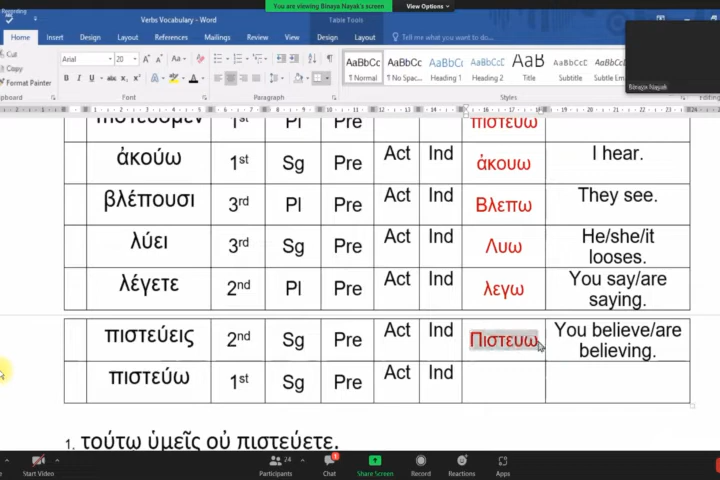 You are viewing Binaya Nayak's screen View Options
Recording
Verbs Vocabulary - Word Table Tools
Home Insert Design Layout References Mailings Review View Design Layout Tell me what you want to do...
Cut
Copy
Format Painter
Arial 20
AaBbCc AaBbCc AaBbCc AaBbCc AaB AaBbCc AaBbCc
¶ Normal ¶ No Spac... Heading 1 Heading 2 Title Subtitle Subtle Em...
Clipboard Font Paragraph Styles Editing
Binaya Nayak
πιστεύομεν 1st Pl Pre πιστευω
ἀκούω 1st Sg Pre Act Ind ἀκουω I hear.
βλέπουσι 3rd Pl Pre Act Ind Βλεπω They see.
λύει 3rd Sg Pre Act Ind Λυω He/she/it looses.
λέγετε 2nd Pl Pre Act Ind λεγω You say/are saying.
πιστεύεις 2nd Sg Pre Act Ind Πιστευω You believe/are believing.
πιστεύω 1st Sg Pre Act Ind
1. τούτω ὑμεῖς οὐ πιστεύετε.
Start Video Participants 24 Chat 1 Share Screen Record Reactions Apps